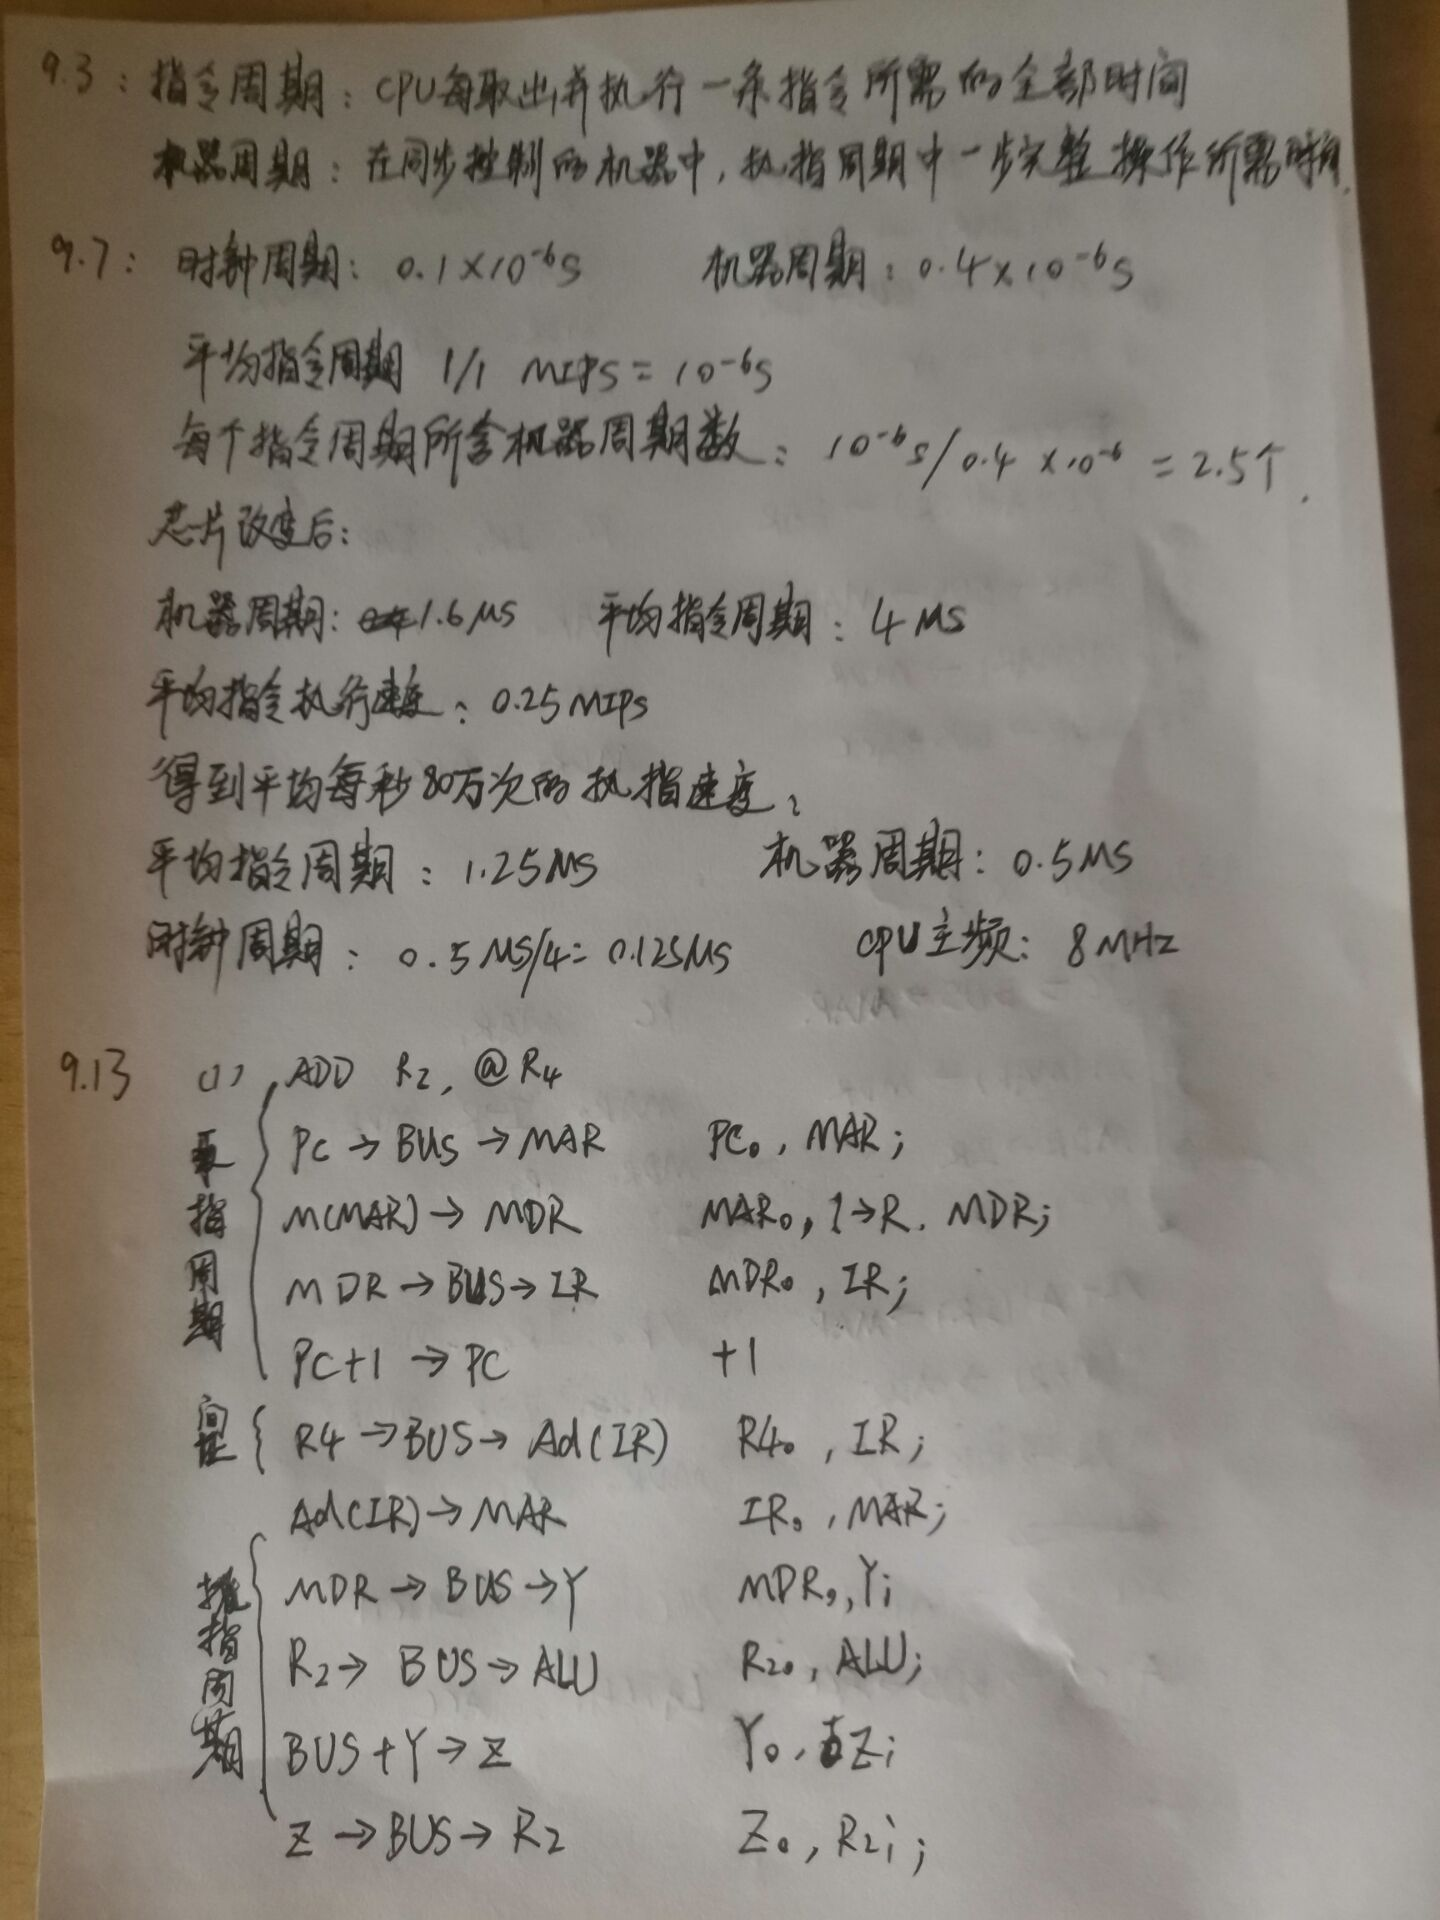 9.3：指令周期：CPU每取出并执行一条指令所需的全部时间
机器周期：在同步控制的机器中，执指周期中一步完整操作所需时间.
9.7：时钟周期：0.1×10⁻⁶S 机器周期：0.4×10⁻⁶S
平均指令周期 1/1 MIPS=10⁻⁶S
每个指令周期所含机器周期数：10⁻⁶s/0.4×10⁻⁶=2.5个.
芯片改变后：
机器周期：1.6μs 平均指令周期：4μs
平均指令执行速度：0.25MIPS
得到平均每秒80万次的执指速度：
平均指令周期：1.25μs 机器周期：0.5μs
时钟周期：0.5μs/4=0.125μs CPU主频：8MHz
9.13 (1) ADD R2, @R4
取指周期
PC→BUS→MAR PC₀, MAR;
M(MAR)→MDR MAR₀, 1→R. MDR;
MDR→BUS→IR MDR₀, IR;
PC+1→PC +1
间址
R4→BUS→Ad(IR) R4₀, IR;
Ad(IR)→MAR IR₀, MAR;
指周期
MDR→BUS→Y MDR₀, Yi
R2→BUS→ALU R2₀, ALU;
BUS+Y→Z Y₀, Zi
Z→BUS→R2 Z₀, R2i;